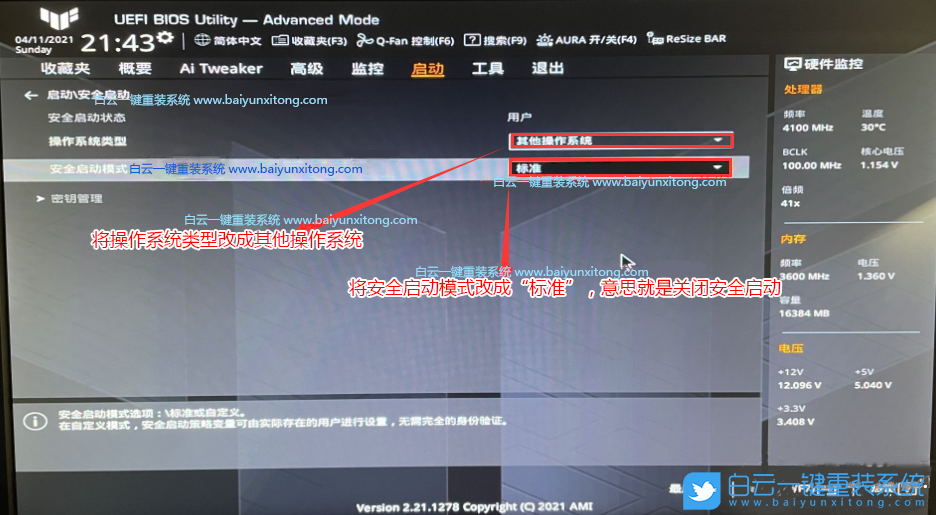 UEFI BIOS Utility — Advanced Mode
04/11/2021
Sunday
21:43
简体中文
收藏夹(F3)
Q-Fan 控制(F6)
搜索(F9)
AURA 开/关(F4)
ReSize BAR
收藏夹 概要 Ai Tweaker 高级 监控 启动 工具 退出
硬件监控
启动\安全启动
白云一键重装系统 www.baiyunxitong.com
安全启动状态 用户
操作系统类型 其他操作系统
安全启动模式 标准
白云一键重装系统 www.baiyunxitong.com
白云一键重装系统 www.baiyunxitong.com
密钥管理
白云一键重装系统 www.baiyunxitong.com
将操作系统类型改成其他操作系统
白云一键重装系统 www.baiyunxitong.com
将安全启动模式改成“标准”，意思就是关闭安全启动
处理器
频率 温度
4100 MHz 30°C
BCLK 核心电压
100.00 MHz 1.154 V
倍频
41x
内存
频率 电压
3600 MHz 1.360 V
容量
16384 MB
电压
+12V +5V
12.096 V 5.040 V
+3.3V
3.408 V
安全启动模式选项：\标准或自定义。
在自定义模式，安全启动策略变量可由实际存在的用户进行设置，无需完全的身份验证。
白云一键重装系统
www.baiyunxitong.com
Version 2.21.1278 Copyright (C) 2021 AMI